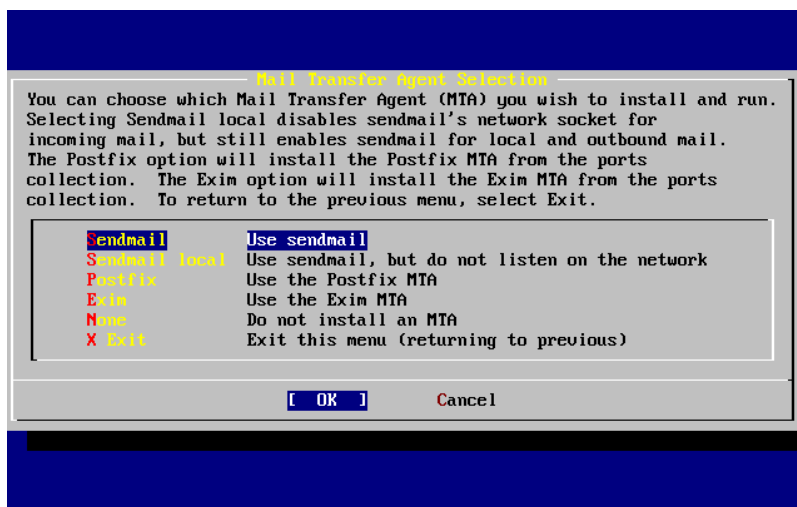 Mail Transfer Agent Selection
You can choose which Mail Transfer Agent (MTA) you wish to install and run.
Selecting Sendmail local disables sendmail's network socket for
incoming mail, but still enables sendmail for local and outbound mail.
The Postfix option will install the Postfix MTA from the ports
collection.  The Exim option will install the Exim MTA from the ports
collection.  To return to the previous menu, select Exit.
Sendmail Use sendmail
Sendmail local Use sendmail, but do not listen on the network
Postfix Use the Postfix MTA
Exim Use the Exim MTA
None Do not install an MTA
X Exit Exit this menu (returning to previous)
[ OK ] Cancel